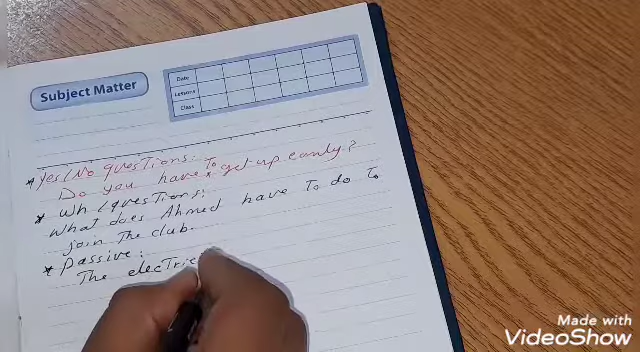 Subject Matter
Date
Lessons
Class
* Yes/No questions:
Do you have to get up early?
* Wh/questions:
What does Ahmed have To do To
join The club.
* Passive:
The elecTric
Made with
VideoShow